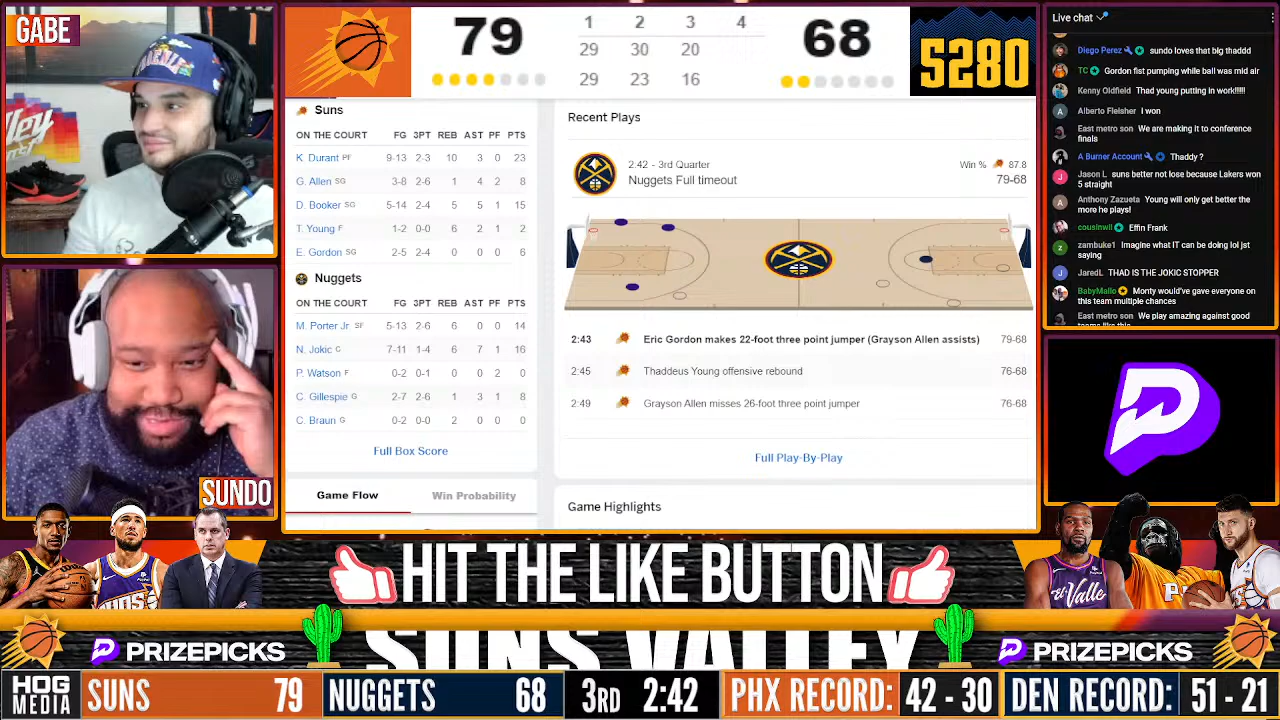 GABE
79
1 2 3 4
29 30 20
29 23 16
68
5280
Suns
ON THE COURT FG 3PT REB AST PF PTS
K. Durant PF 9-13 2-3 10 3 0 23
G. Allen SG 3-8 2-6 1 4 2 8
D. Booker SG 5-14 2-4 5 5 1 15
T. Young F 1-2 0-0 6 2 1 2
E. Gordon SG 2-5 2-4 0 0 0 6
Nuggets
ON THE COURT FG 3PT REB AST PF PTS
M. Porter Jr. SF 5-13 2-6 6 0 0 14
N. Jokic C 7-11 1-4 6 7 1 16
P. Watson F 0-2 0-1 0 0 2 0
C. Gillespie G 2-7 2-6 1 3 1 8
C. Braun G 0-2 0-0 2 0 0 0
Full Box Score
Game Flow Win Probability
Recent Plays
2:42 - 3rd Quarter Win % 87.8
Nuggets Full timeout 79-68
2:43 Eric Gordon makes 22-foot three point jumper (Grayson Allen assists) 79-68
2:45 Thaddeus Young offensive rebound 76-68
2:49 Grayson Allen misses 26-foot three point jumper 76-68
Full Play-By-Play
Game Highlights
Live chat
Diego Perez sundo loves that big thaddd
TC Gordon fist pumping while ball was mid air
Kenny Oldfield Thad young putting in work!!!!!
Alberto Fleisher I won
East metro son We are making it to conference
finals
A Burner Account Thaddy ?
Jason L suns better not lose because Lakers won
5 straight
Anthony Zazueta Young will only get better the
more he plays!
cousinwil Effin Frank
zambuke1 Imagine what IT can be doing lol jst
saying
JaredL THAD IS THE JOKIC STOPPER
BabyMallo Monty would've gave everyone on
this team multiple chances
East metro son We play amazing against good
teams like this
SUNDO
HIT THE LIKE BUTTON
El Valle
SUNS
PRIZEPICKS
SUNS VALLEY
PRIZEPICKS
HOG
MEDIA
SUNS 79 NUGGETS 68 3RD 2:42 PHX RECORD: 42 - 30 DEN RECORD: 51 - 21